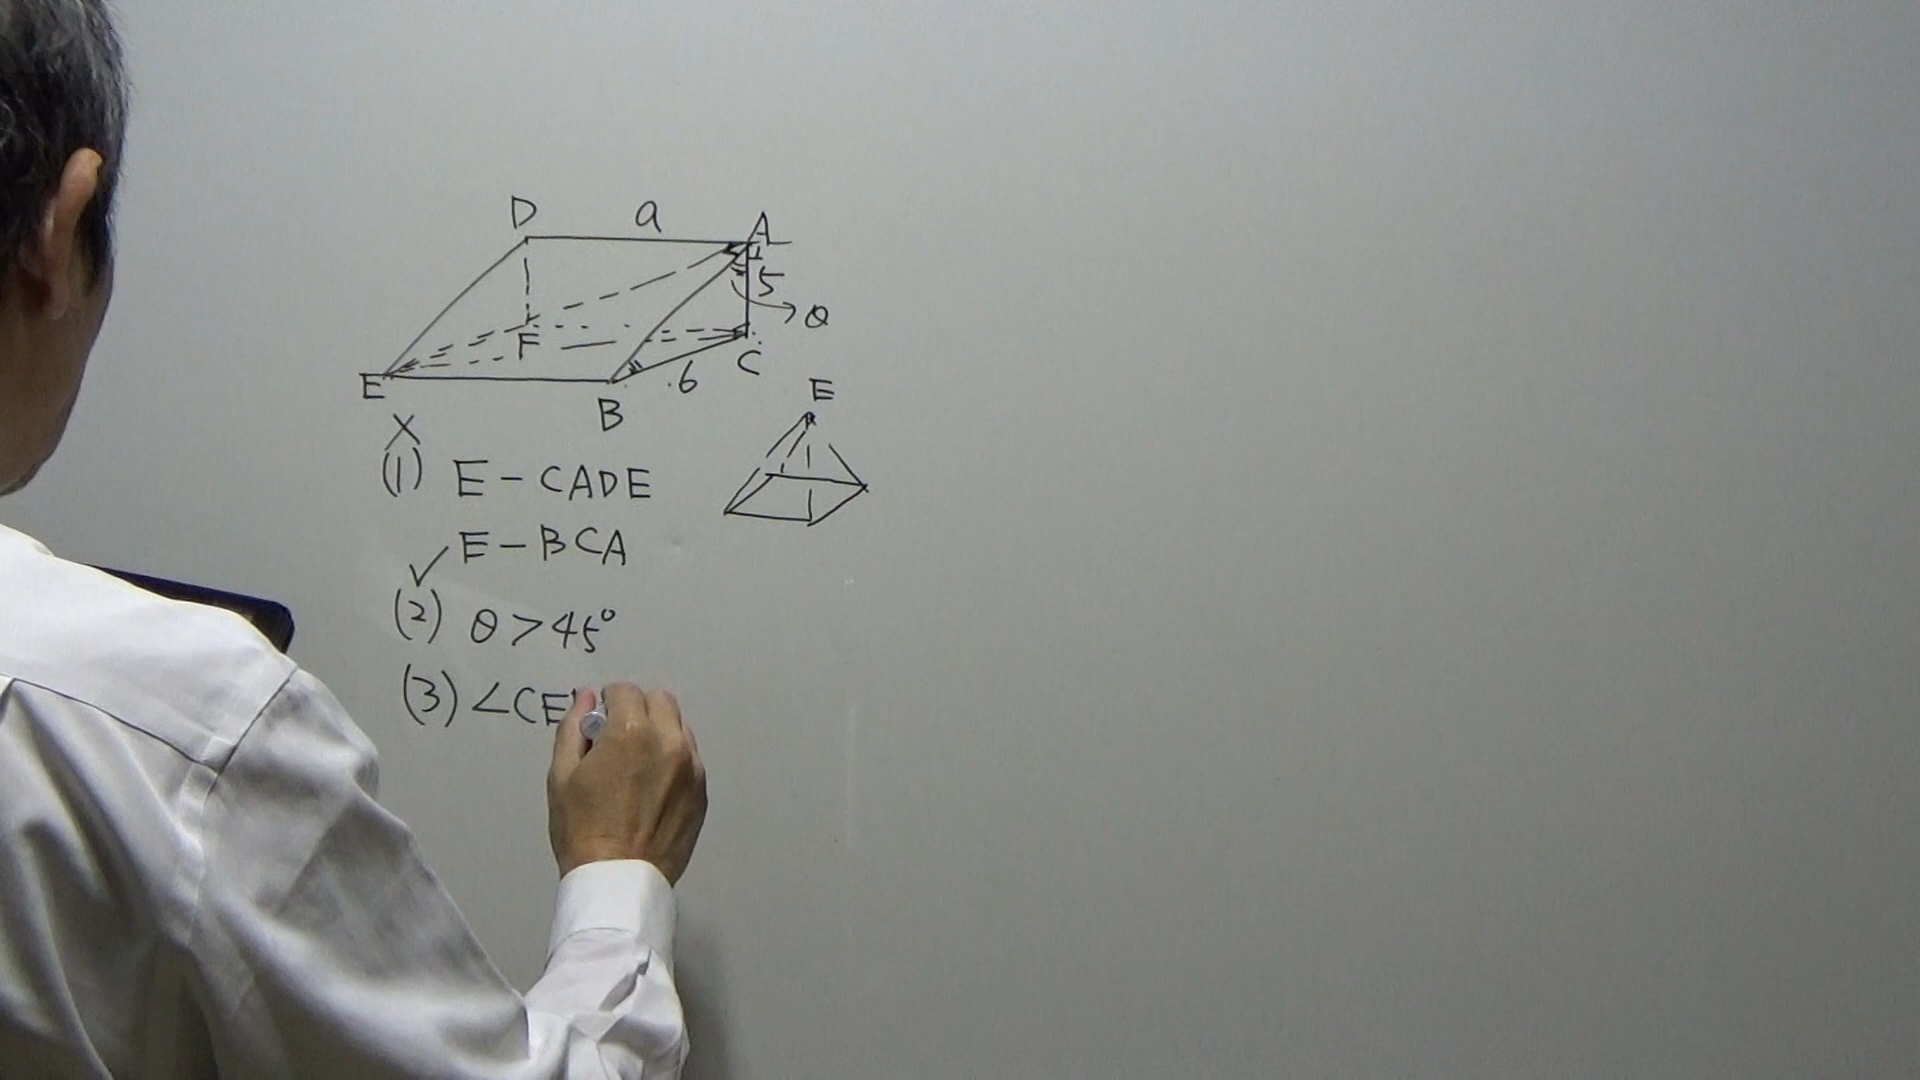 D a A
5
θ
F
C
E 6
B
E
×
(1) E-CADE
E-BCA
✓
(2) θ>45°
(3) ∠CE